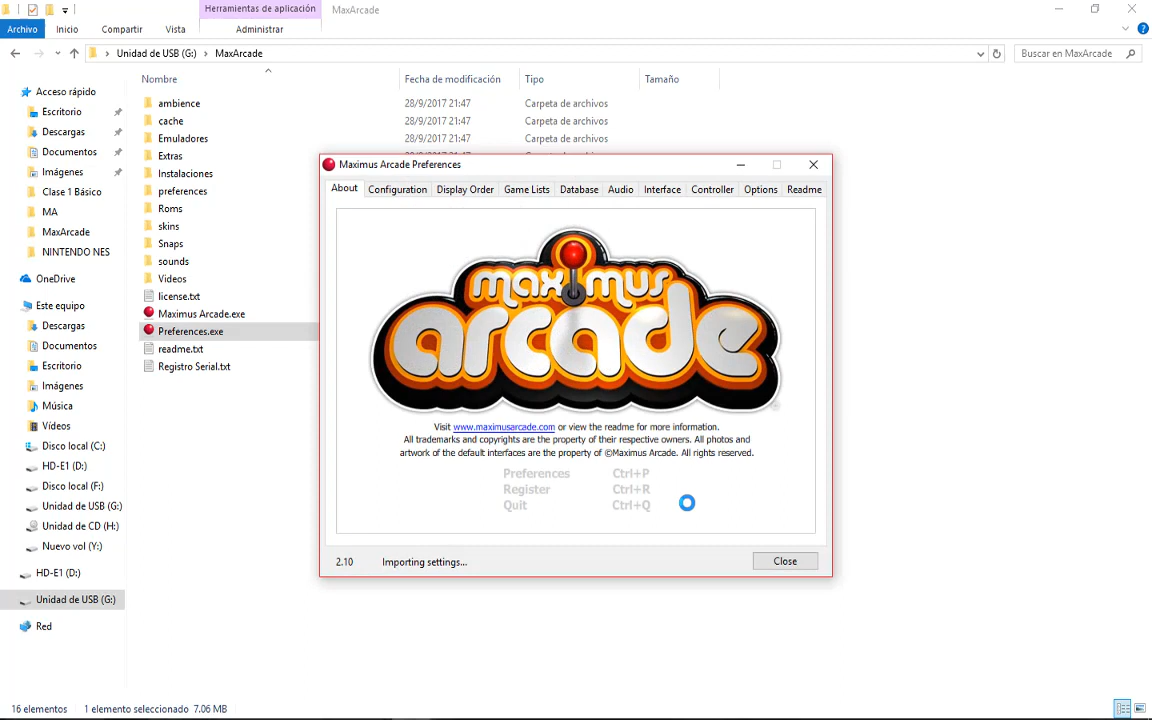 Herramientas de aplicación
MaxArcade
Archivo
Inicio
Compartir
Vista
Administrar
Unidad de USB (G:)
MaxArcade
Buscar en MaxArcade
Nombre
Fecha de modificación
Tipo
Tamaño
Acceso rápido
Escritorio
Descargas
Documentos
Imágenes
Clase 1 Básico
MA
MaxArcade
NINTENDO NES
OneDrive
Este equipo
Descargas
Documentos
Escritorio
Imágenes
Música
Vídeos
Disco local (C:)
HD-E1 (D:)
Disco local (F:)
Unidad de USB (G:)
Unidad de CD (H:)
Nuevo vol (Y:)
HD-E1 (D:)
Unidad de USB (G:)
Red
ambience 28/9/2017 21:47 Carpeta de archivos
cache 28/9/2017 21:47 Carpeta de archivos
Emuladores 28/9/2017 21:47 Carpeta de archivos
Extras
Instalaciones
preferences
Roms
skins
Snaps
sounds
Videos
license.txt
Maximus Arcade.exe
Preferences.exe
readme.txt
Registro Serial.txt
Maximus Arcade Preferences
About Configuration Display Order Game Lists Database Audio Interface Controller Options Readme
maximus
arcade
Visit www.maximusarcade.com or view the readme for more information.
All trademarks and copyrights are the property of their respective owners. All photos and
artwork of the default interfaces are the property of ©Maximus Arcade. All rights reserved.
Preferences Ctrl+P
Register Ctrl+R
Quit Ctrl+Q
2.10 Importing settings... Close
16 elementos 1 elemento seleccionado 7.06 MB